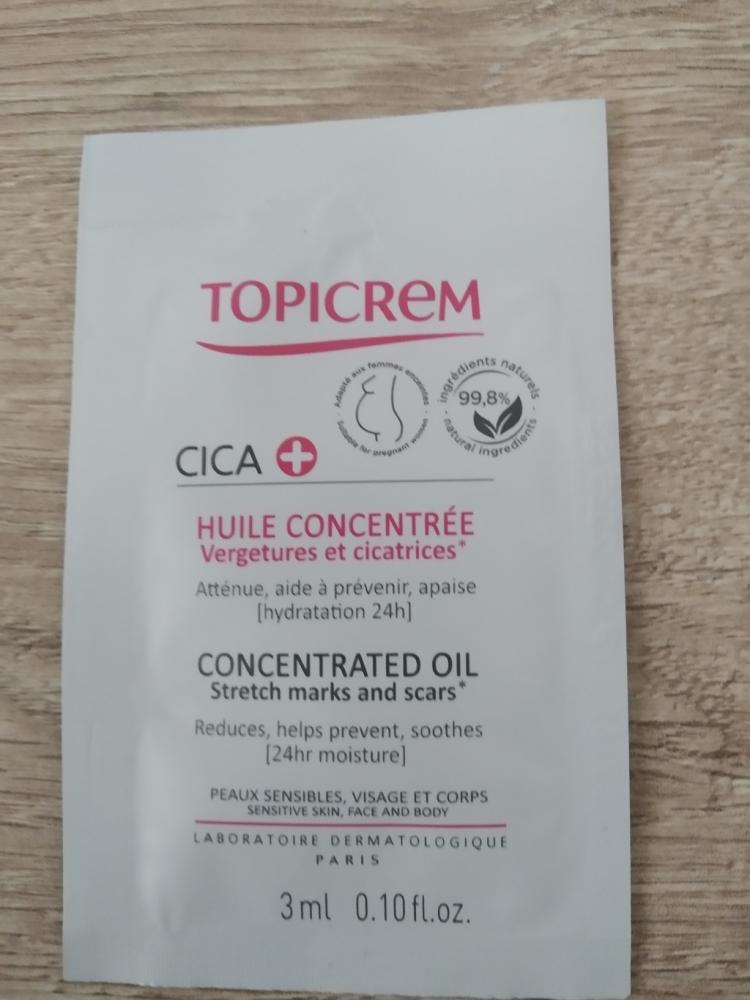 TOPICREM
Adapté aux femmes enceintes
Suitable for pregnant women
ingrédients naturels
99,8%
natural ingredients
CICA +
HUILE CONCENTRÉE
Vergetures et cicatrices*
Atténue, aide à prévenir, apaise
[hydratation 24h]
CONCENTRATED OIL
Stretch marks and scars*
Reduces, helps prevent, soothes
[24hr moisture]
PEAUX SENSIBLES, VISAGE ET CORPS
SENSITIVE SKIN, FACE AND BODY
LABORATOIRE DERMATOLOGIQUE
PARIS
3 ml 0.10 fl.oz.